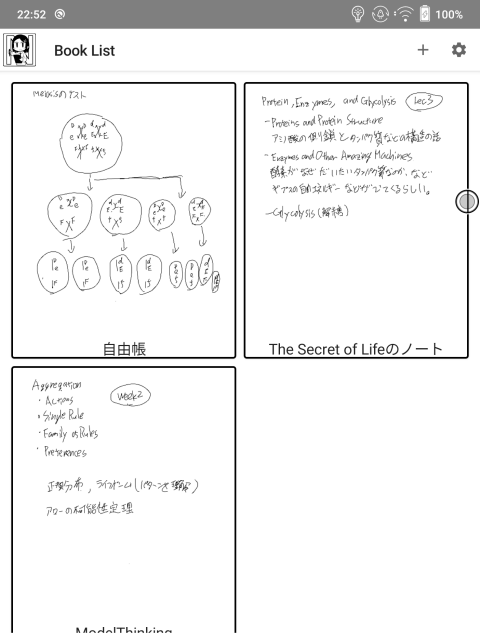 22:52
100%
Book List
Meiosisのテスト
自由帳
Protein, Enzymes, and Glycolysis Lec3
- Proteins and Protein Structure
アミノ酸の繰り鎖とタンパク質などの構造の話
- Enzymes and Other Amazing Machines
酵素がなぜだいたいタンパク質なのか、など
ギブスの自由エネルギーなどがでてくるらしい。
- Glycolysis (解糖)
The Secret of Lifeのノート
Aggregation week2
・Actions
・Single Rule
・Family of Rules
・Preferences
正規分布, ライフゲーム (パターンを理解)
アローの不可能性定理
ModelThinking